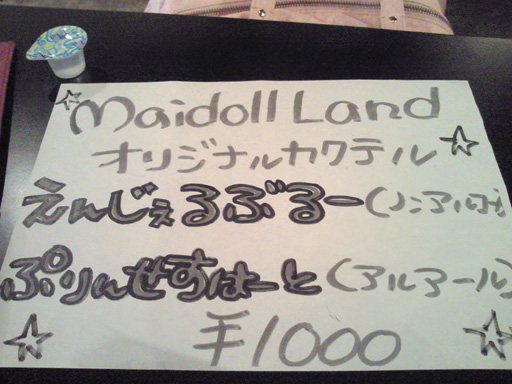 ☆Maidoll Land
オリジナルカクテル☆
えんじぇるぶるー(ノンアルコール)
ぷりんせすはーと(アルコール)
☆ ¥1000 ☆